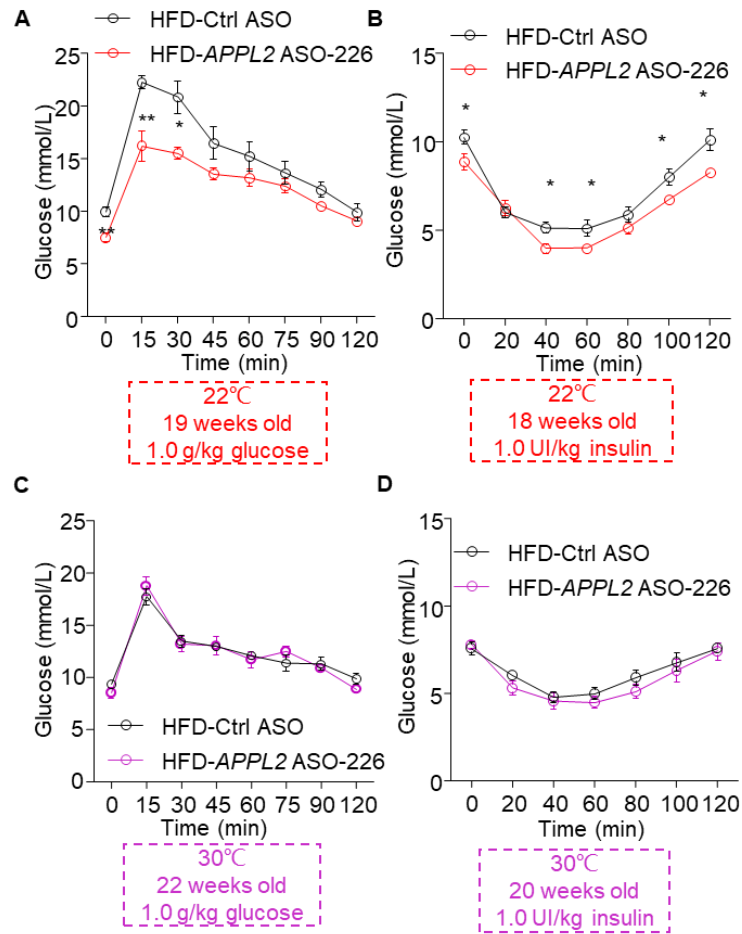 A
HFD-Ctrl ASO
HFD-APPL2 ASO-226
Glucose (mmol/L)
25
20
15
10
5
0
**
**
*
0 15 30 45 60 75 90 120
Time (min)
22℃
19 weeks old
1.0 g/kg glucose
B
HFD-Ctrl ASO
HFD-APPL2 ASO-226
Glucose (mmol/L)
15
10
5
0
*
*
*
*
*
0 20 40 60 80 100 120
Time (min)
22℃
18 weeks old
1.0 UI/kg insulin
C
Glucose (mmol/L)
25
20
15
10
5
0
HFD-Ctrl ASO
HFD-APPL2 ASO-226
0 15 30 45 60 75 90 120
Time (min)
30℃
22 weeks old
1.0 g/kg glucose
D
Glucose (mmol/L)
15
10
5
0
HFD-Ctrl ASO
HFD-APPL2 ASO-226
0 20 40 60 80 100 120
Time (min)
30℃
20 weeks old
1.0 UI/kg insulin